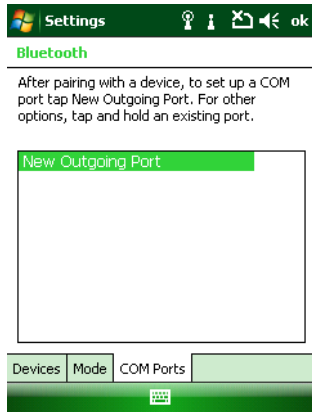 Settings ok
Bluetooth
After pairing with a device, to set up a COM
port tap New Outgoing Port. For other
options, tap and hold an existing port.
New Outgoing Port
Devices Mode COM Ports